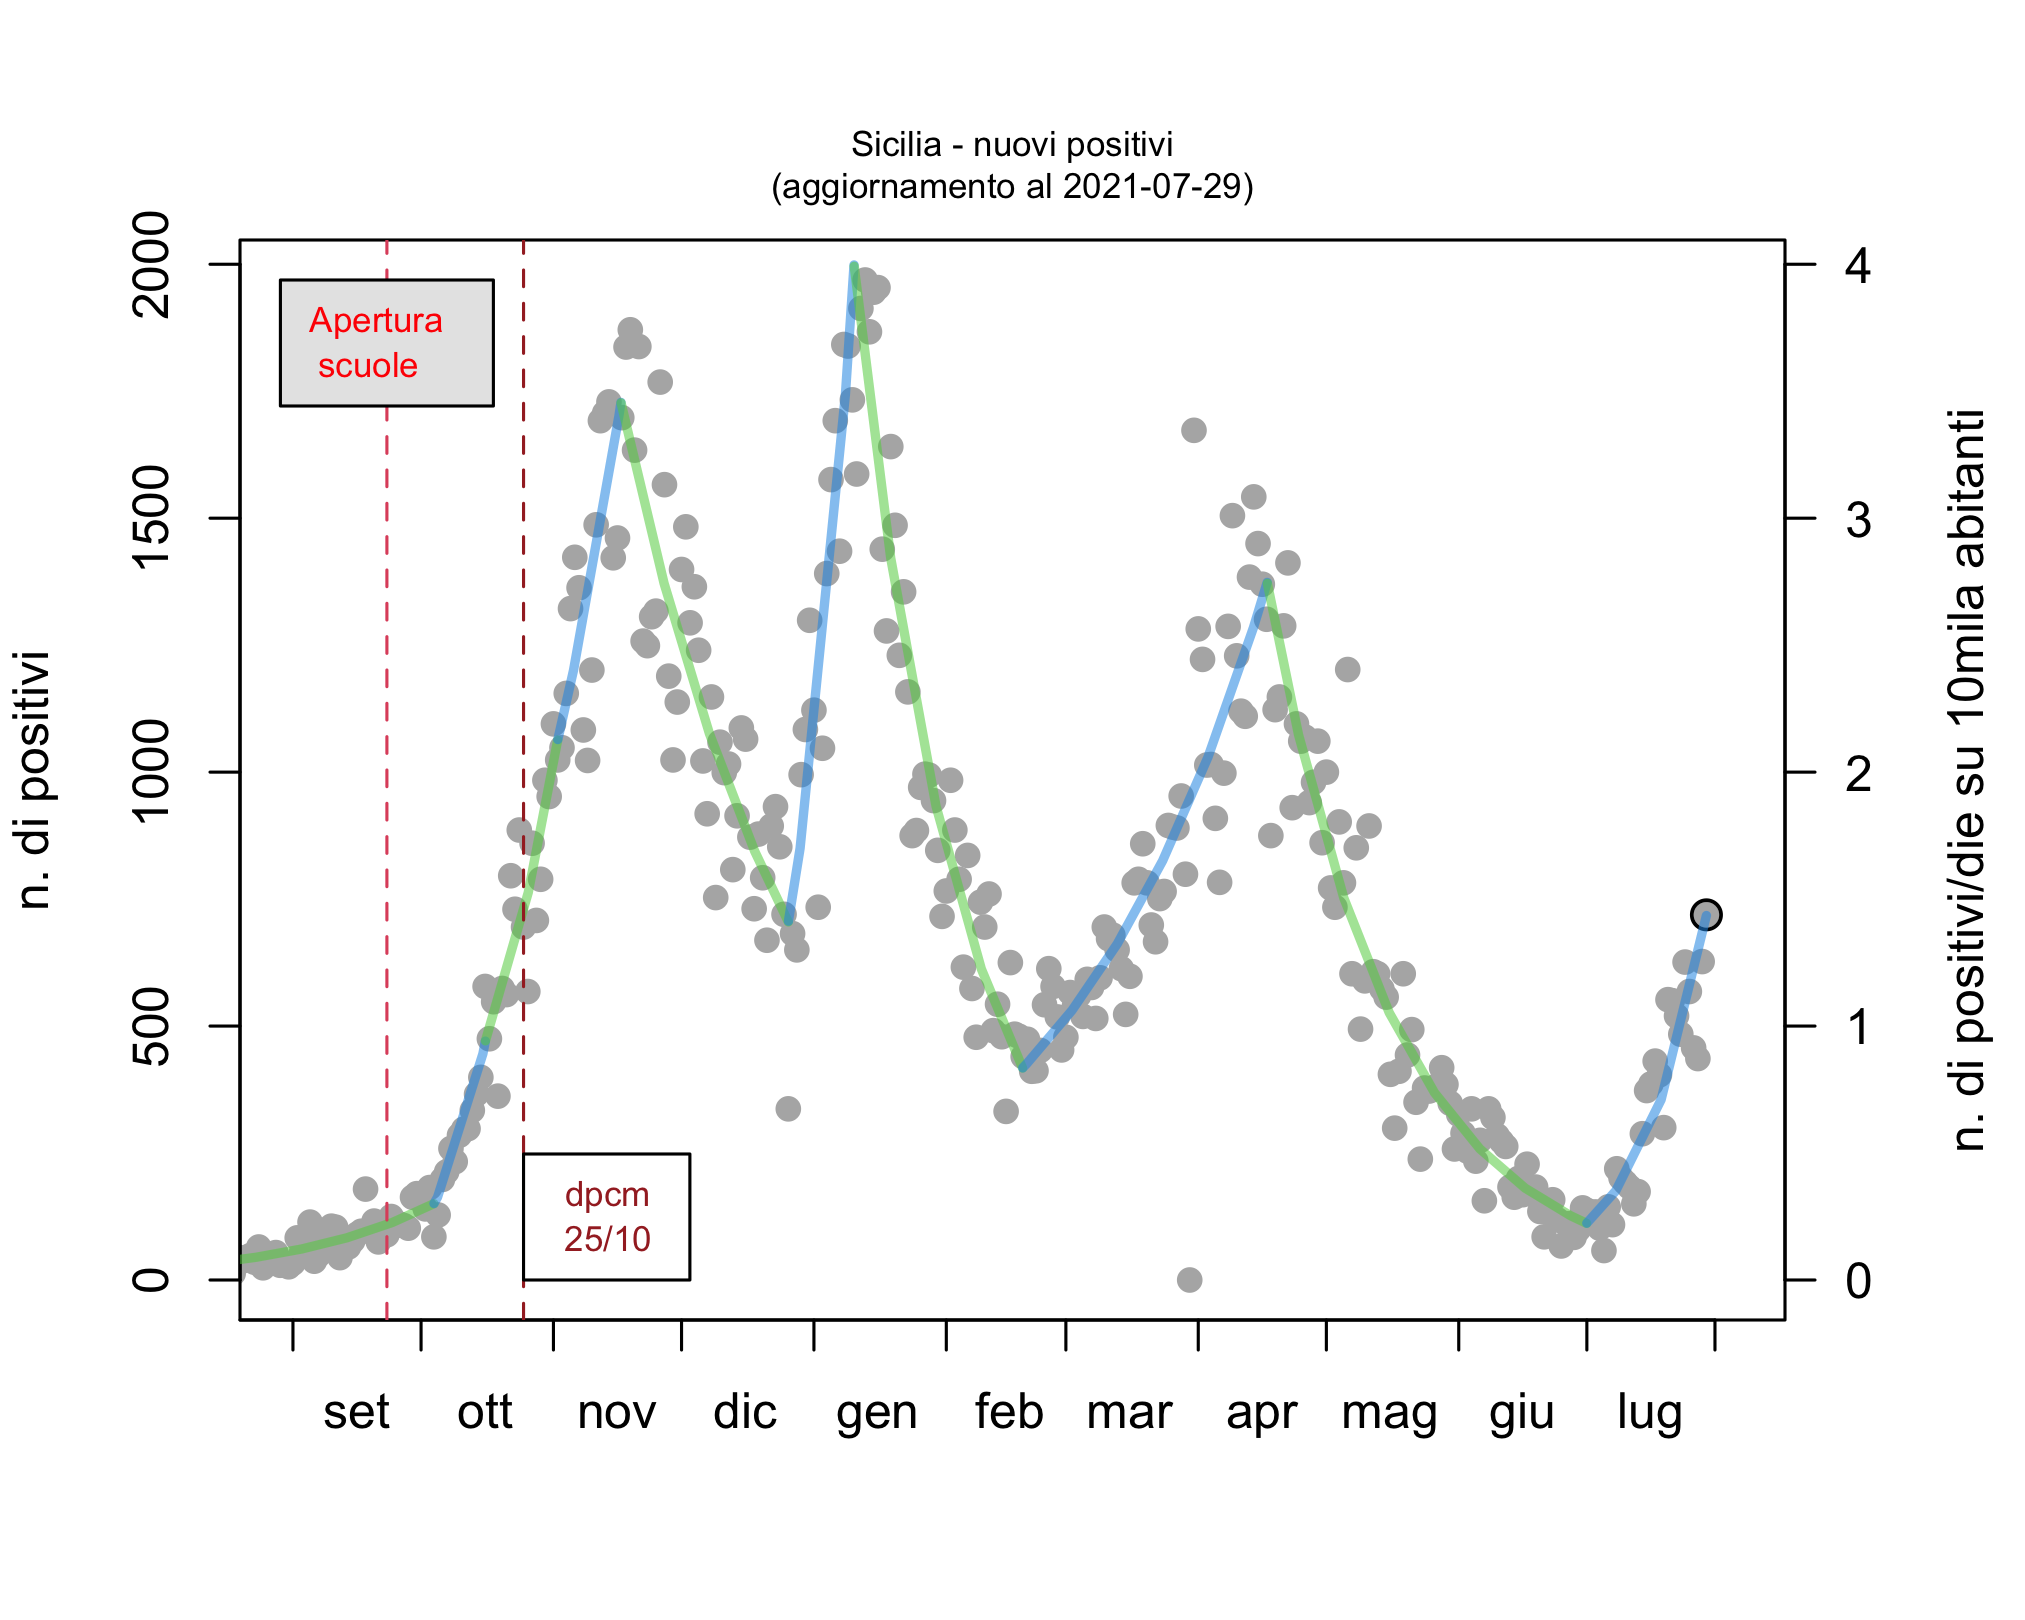 Sicilia - nuovi positivi
(aggiornamento al 2021-07-29)
n. di positivi
2000
1500
1000
500
0
Apertura
scuole
dpcm
25/10
4
3
2
1
0
n. di positivi/die su 10mila abitanti
set ott nov dic gen feb mar apr mag giu lug